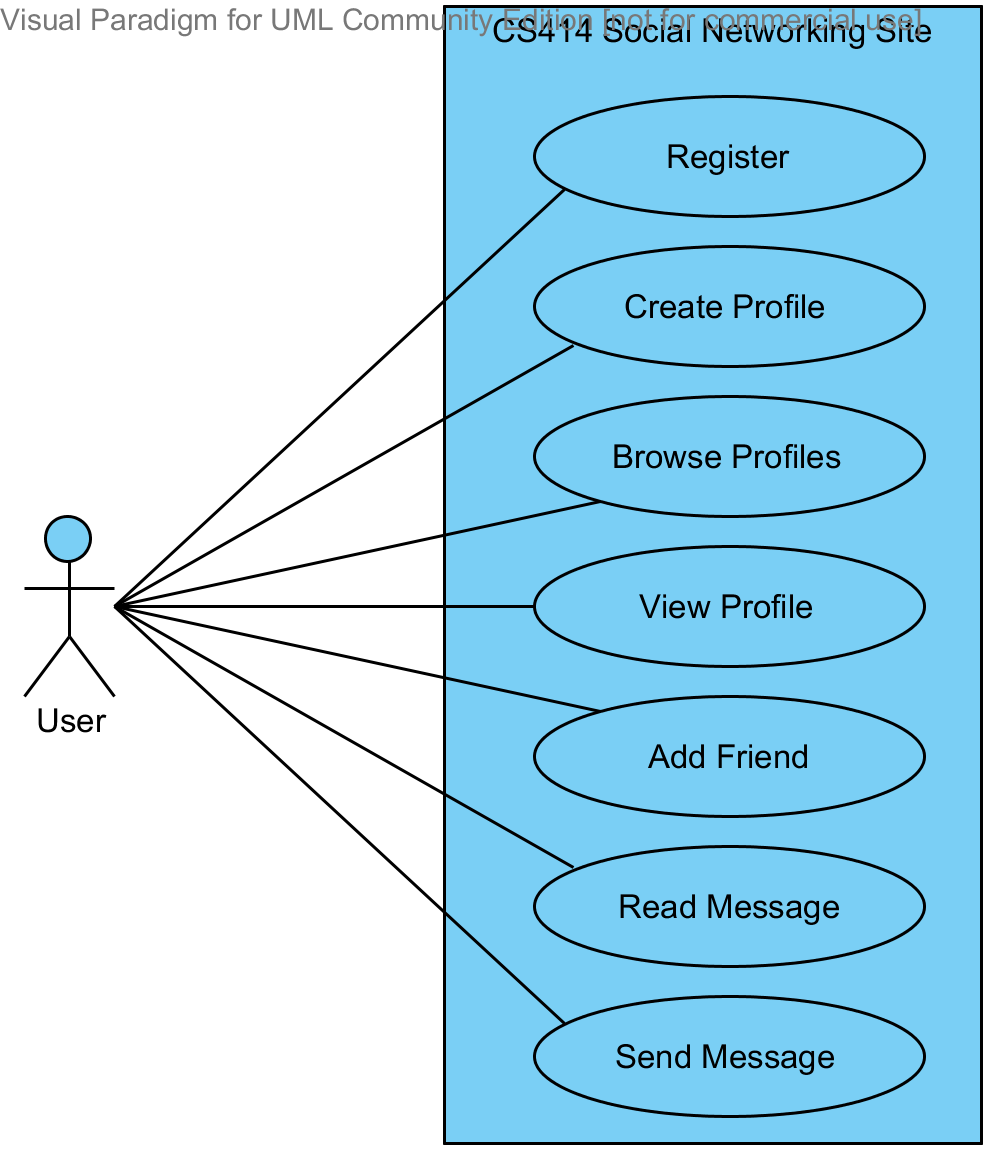 Visual Paradigm for UML Community Edition [not for commercial use]
CS414 Social Networking Site
Register
Create Profile
Browse Profiles
View Profile
Add Friend
User
Read Message
Send Message